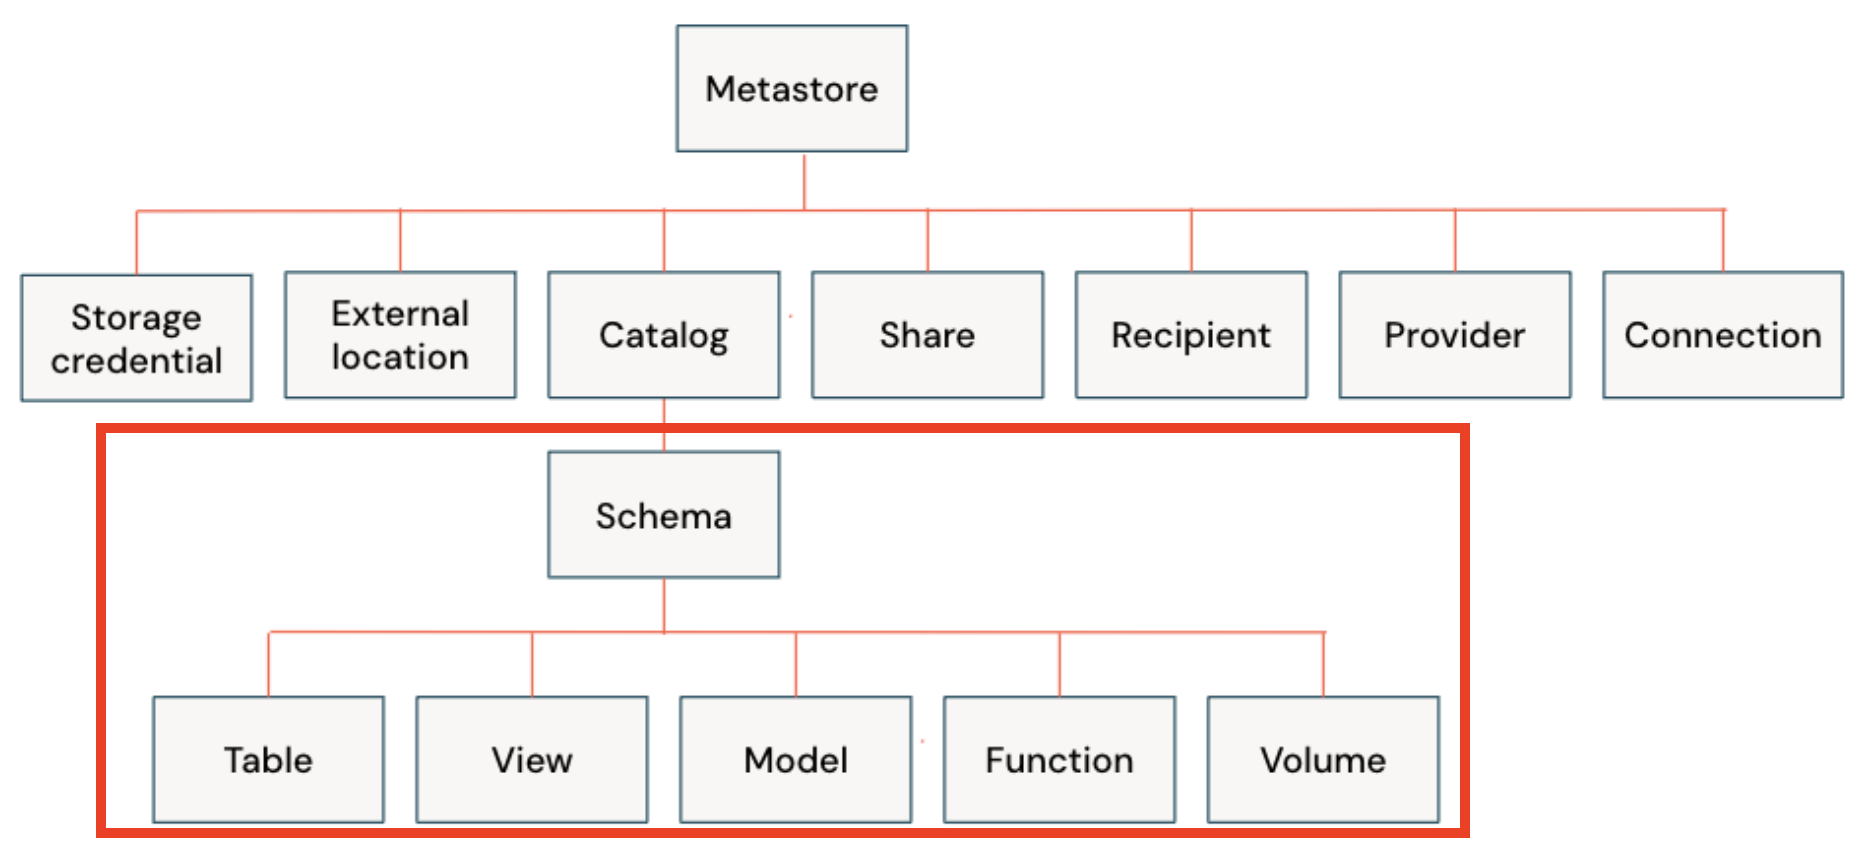 Metastore
Storage
credential
External
location
Catalog
Share
Recipient
Provider
Connection
Schema
Table
View
Model
Function
Volume